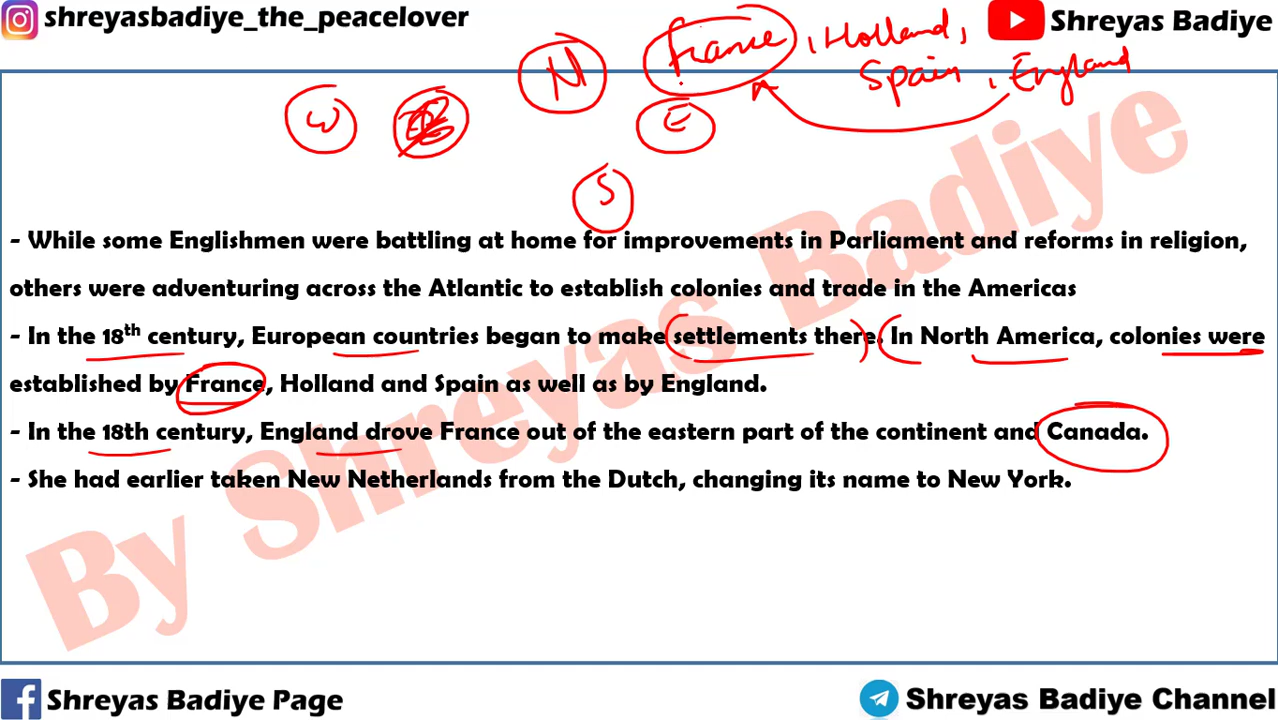 shreyasbadiye_the_peacelover
Shreyas Badiye
France, Holland,
Spain, England
N
W
E
S
- While some Englishmen were battling at home for improvements in Parliament and reforms in religion,
others were adventuring across the Atlantic to establish colonies and trade in the Americas
- In the 18th century, European countries began to make settlements there. In North America, colonies were
established by France, Holland and Spain as well as by England.
- In the 18th century, England drove France out of the eastern part of the continent and Canada.
- She had earlier taken New Netherlands from the Dutch, changing its name to New York.
By Shreyas Badiye
Shreyas Badiye Page
Shreyas Badiye Channel